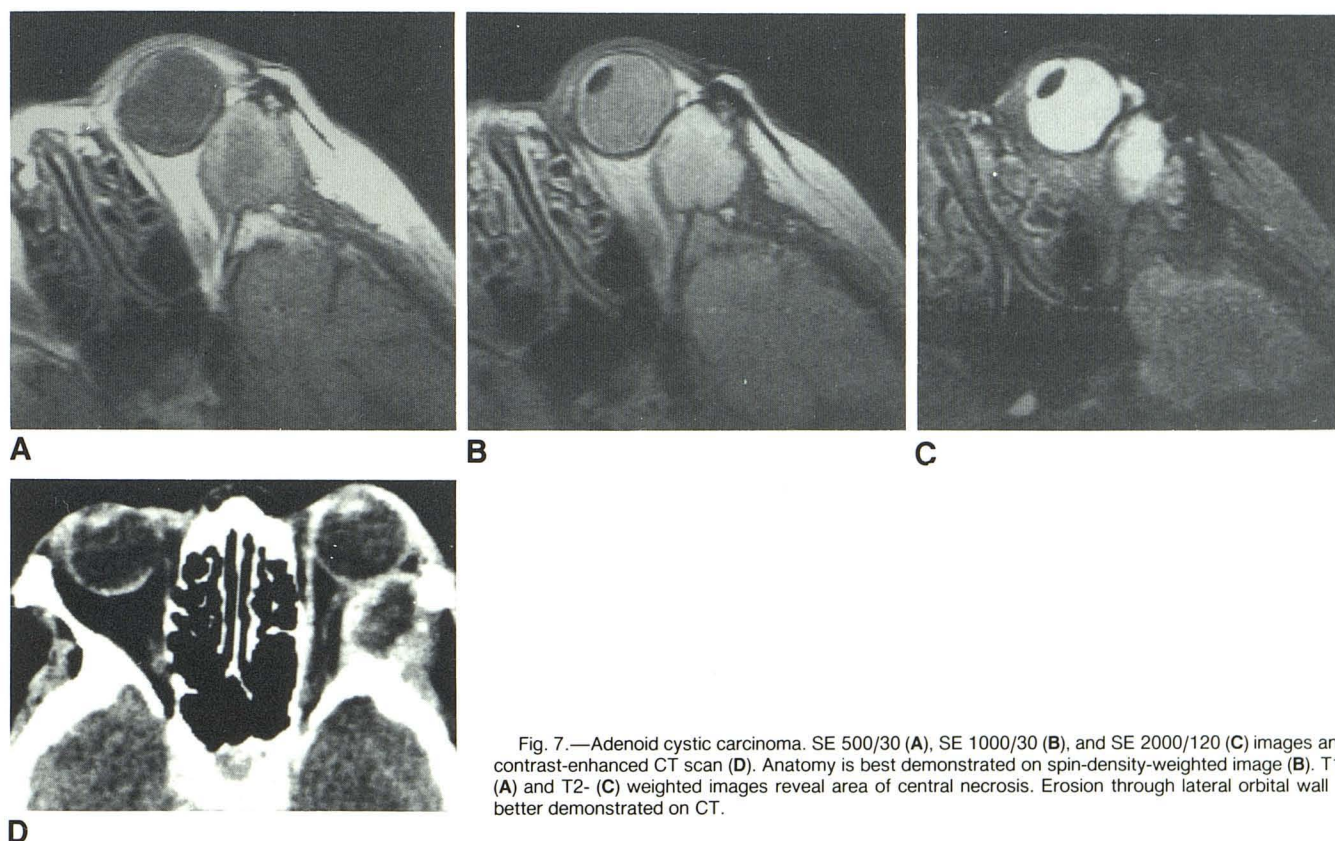 A
B
C
D
Fig. 7.—Adenoid cystic carcinoma. SE 500/30 (A), SE 1000/30 (B), and SE 2000/120 (C) images an
contrast-enhanced CT scan (D). Anatomy is best demonstrated on spin-density-weighted image (B). T1
(A) and T2- (C) weighted images reveal area of central necrosis. Erosion through lateral orbital wall
better demonstrated on CT.